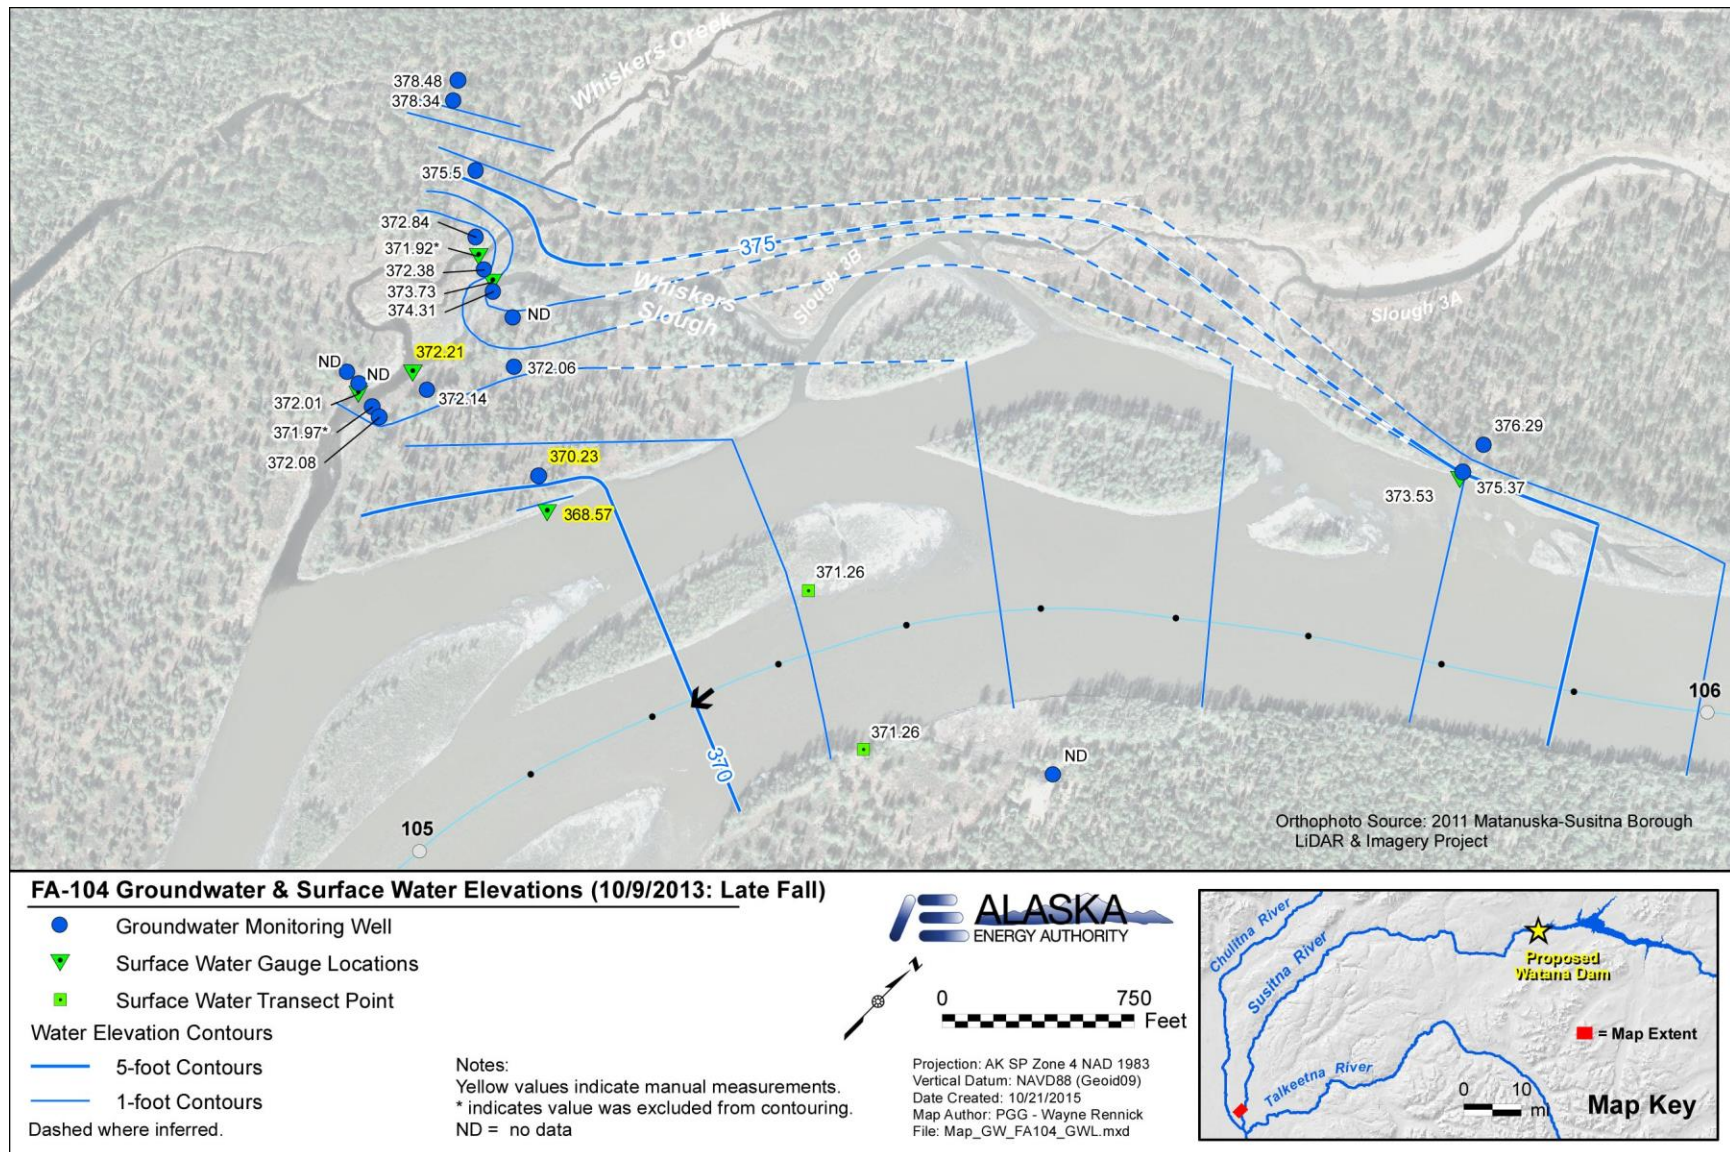 Whiskers Creek
378.48
378.34
375.5
372.84
371.92*
372.38
373.73
374.31
ND
375
Whiskers
Slough
Slough 3B
Slough 3A
372.21
ND
ND
372.06
372.14
372.01
371.97*
372.08
370.23
368.57
376.29
373.53
375.37
371.26
371.26
ND
370
105
106
Orthophoto Source: 2011 Matanuska-Susitna Borough
LiDAR & Imagery Project
FA-104 Groundwater & Surface Water Elevations (10/9/2013: Late Fall)
Groundwater Monitoring Well
Surface Water Gauge Locations
Surface Water Transect Point
Water Elevation Contours
5-foot Contours
1-foot Contours
Dashed where inferred.
Notes:
Yellow values indicate manual measurements.
* indicates value was excluded from contouring.
ND = no data
ALASKA
ENERGY AUTHORITY
N
0 750
Feet
Projection: AK SP Zone 4 NAD 1983
Vertical Datum: NAVD88 (Geoid09)
Date Created: 10/21/2015
Map Author: PGG - Wayne Rennick
File: Map_GW_FA104_GWL.mxd
Chulitna River
Susitna River
Proposed
Watana Dam
= Map Extent
Talkeetna River
0 10
mi
Map Key